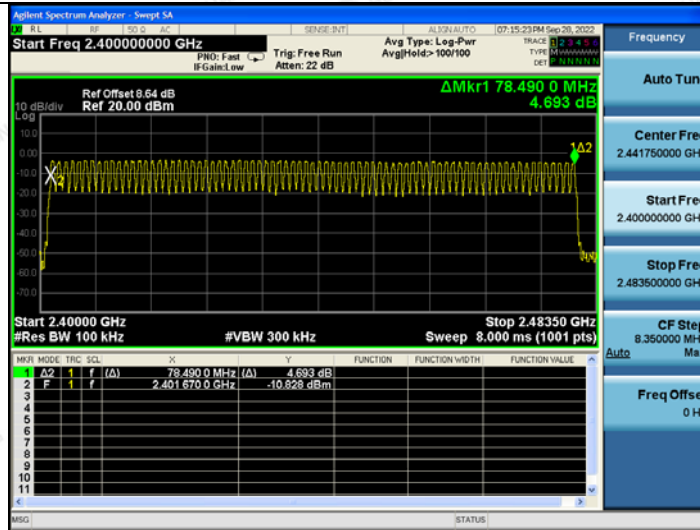 Agilent Spectrum Analyzer - Swept SA
RL RF 50 Ω AC SENSE:INT ALIGN AUTO 07:15:23 PM Sep 28, 2022
Start Freq 2.400000000 GHz
PNO: Fast
IFGain:Low
Trig: Free Run
Atten: 22 dB
Avg Type: Log-Pwr
Avg|Hold:>100/100
TRACE 1 2 3 4 5 6
TYPE M
DET P N N N N N
Ref Offset 8.64 dB
10 dB/div Ref 20.00 dBm
ΔMkr1 78.490 0 MHz
4.693 dB
Log
10.0
0.00
-10.0
-20.0
-30.0
-40.0
-50.0
-60.0
-70.0
2
1Δ2
Start 2.40000 GHz Stop 2.48350 GHz
#Res BW 100 kHz #VBW 300 kHz Sweep 8.000 ms (1001 pts)
MKR MODE TRC SCL X Y FUNCTION FUNCTION WIDTH FUNCTION VALUE
1 Δ2 1 f (Δ) 78.490 0 MHz (Δ) 4.693 dB
2 F 1 f 2.401 670 0 GHz -10.828 dBm
3
4
5
6
7
8
9
10
11
MSG STATUS
Frequency
Auto Tun
Center Fre
2.441750000 GH
Start Fre
2.400000000 GH
Stop Fre
2.483500000 GH
CF Ste
8.350000 MH
Auto Ma
Freq Offse
0 H